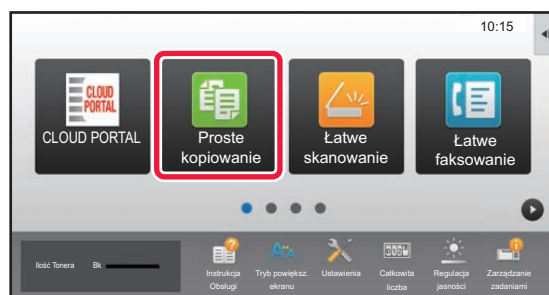 10:15
CLOUD
PORTAL
CLOUD PORTAL
Proste
kopiowanie
Łatwe
skanowanie
Łatwe
faksowanie
Ilość Tonera Bk
Instrukcja
Obsługi
Tryb powiększ.
ekranu
Ustawienia
Całkowita
liczba
Regulacja
jasności
Zarządzanie
zadaniami